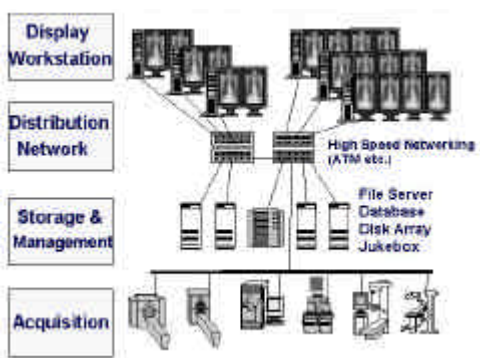 Display
Workstation
Distribution
Network
High Speed Networking
(ATM etc.)
Storage &
Management
File Server
Database
Disk Array
Jukebox
Acquisition